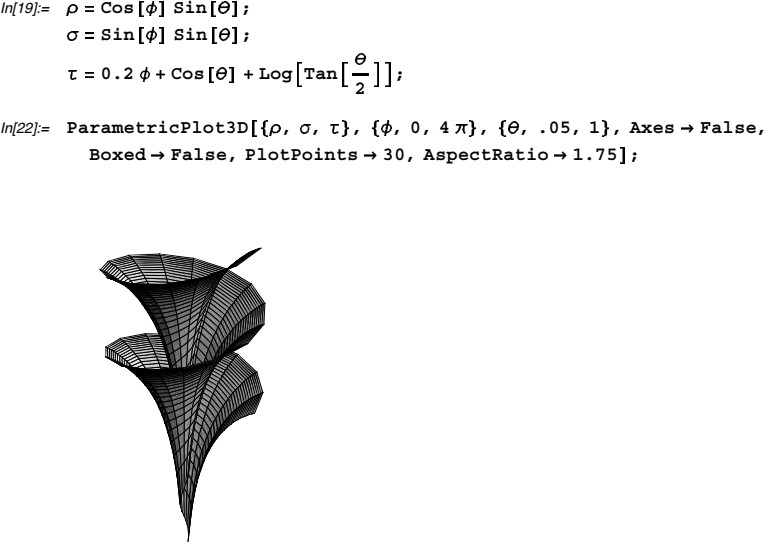 In[19]:= ρ = Cos[ϕ] Sin[θ];
σ = Sin[ϕ] Sin[θ];
τ = 0.2 ϕ + Cos[θ] + Log[Tan[θ/2]];
In[22]:= ParametricPlot3D[{ρ, σ, τ}, {ϕ, 0, 4 π}, {θ, .05, 1}, Axes → False,
Boxed → False, PlotPoints → 30, AspectRatio → 1.75];